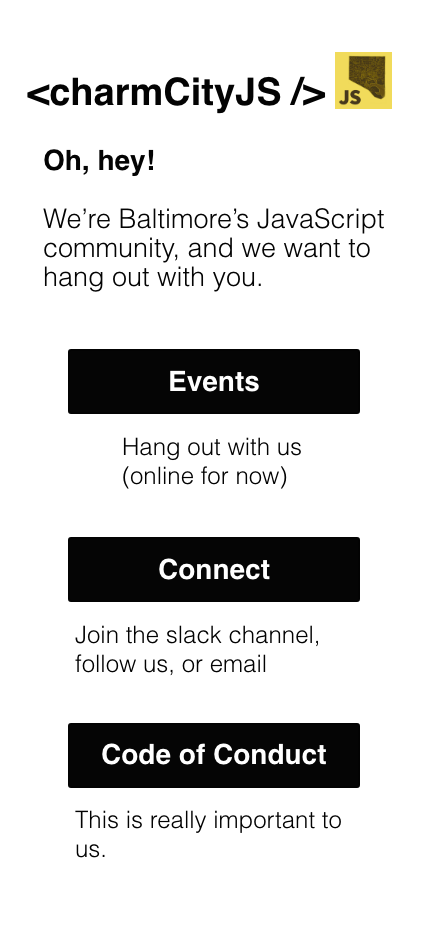 <charmCityJS />
JS
Oh, hey!
We’re Baltimore’s JavaScript
community, and we want to
hang out with you.
Events
Hang out with us
(online for now)
Connect
Join the slack channel,
follow us, or email
Code of Conduct
This is really important to
us.